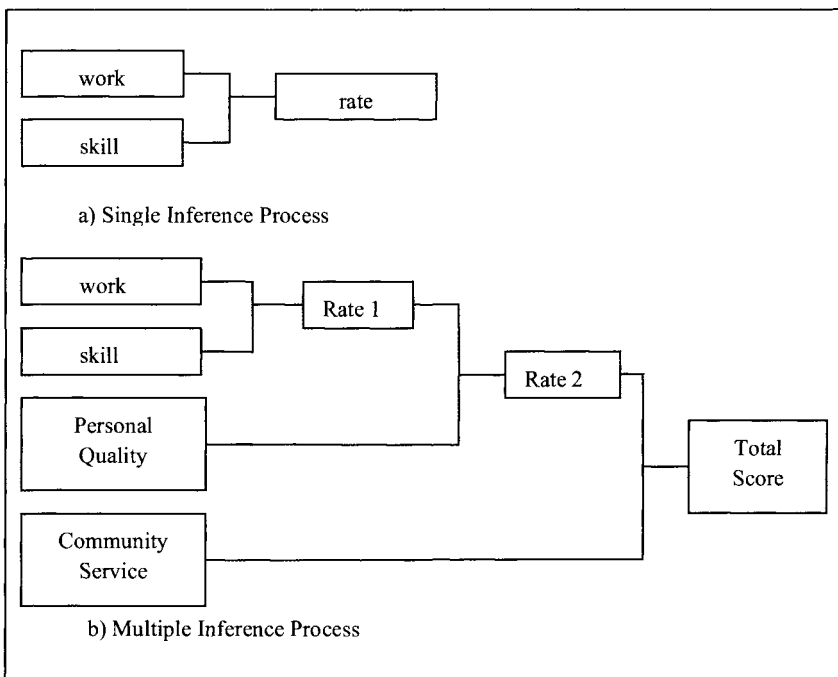 work
rate
skill
a) Single Inference Process
work
Rate 1
skill
Rate 2
Personal
Quality
Total
Score
Community
Service
b) Multiple Inference Process